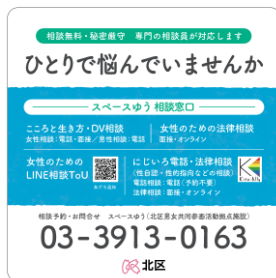 相談無料・秘密厳守 専門の相談員が対応します
ひとりで悩んでいませんか
スペースゆう 相談窓口
こころと生き方・DV相談
女性相談:電話・面接/男性相談:電話
女性のための法律相談
面接・オンライン
女性のための
LINE相談ToU
にじいろ電話・法律相談
(性自認・性的指向などの相談)
電話相談:電話(予約不要)
法律相談:面接・オンライン
相談予約・お問合せ スペースゆう(北区男女共同参画活動拠点施設)
03-3913-0163
北区